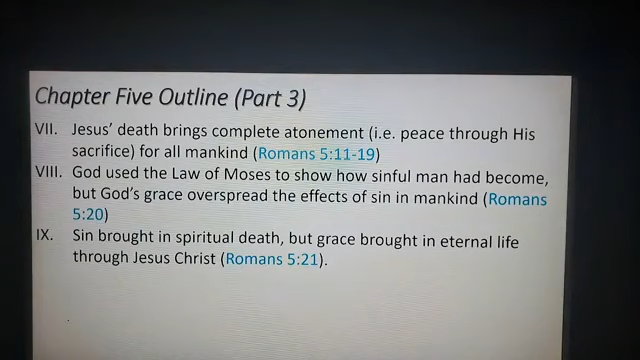 Chapter Five Outline (Part 3)
VII. Jesus' death brings complete atonement (i.e. peace through His
sacrifice) for all mankind (Romans 5:11-19)
VIII. God used the Law of Moses to show how sinful man had become,
but God's grace overspread the effects of sin in mankind (Romans
5:20)
IX. Sin brought in spiritual death, but grace brought in eternal life
through Jesus Christ (Romans 5:21).